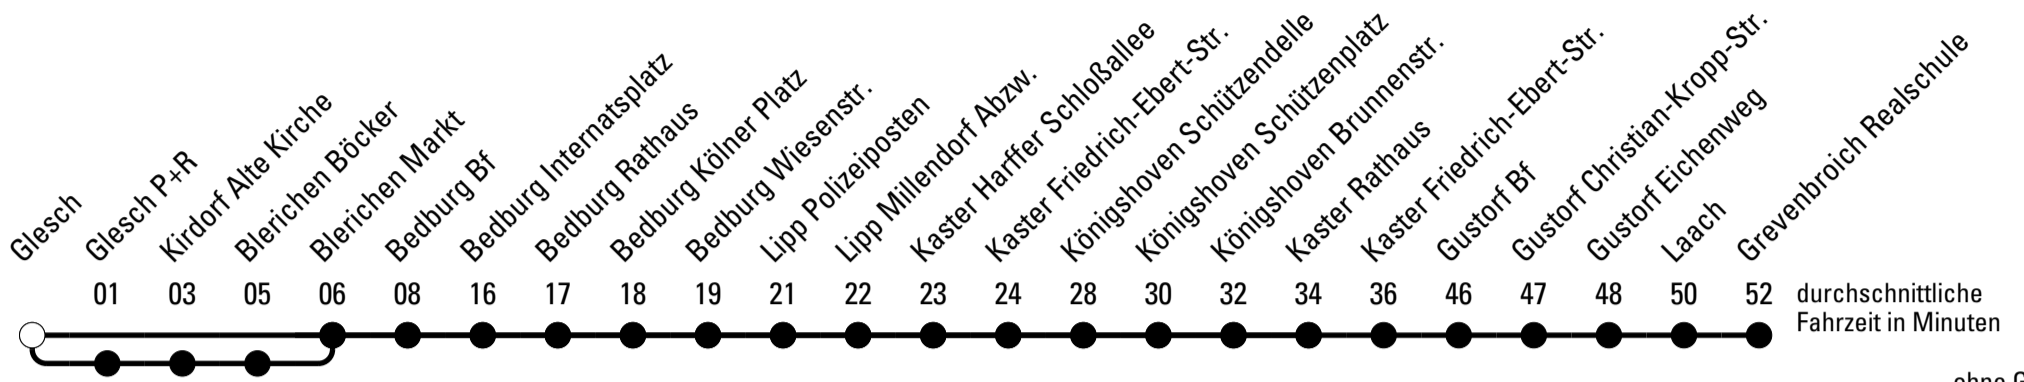 Glesch
Glesch P+R
Kirdorf Alte Kirche
Blerichen Böcker
Blerichen Markt
Bedburg Bf
Bedburg Internatsplatz
Bedburg Rathaus
Bedburg Kölner Platz
Bedburg Wiesenstr.
Lipp Polizeiposten
Lipp Millendorf Abzw.
Kaster Harffer Schloßallee
Kaster Friedrich-Ebert-Str.
Königshoven Schützendelle
Königshoven Schützenplatz
Königshoven Brunnenstr.
Kaster Rathaus
Kaster Friedrich-Ebert-Str.
Gustorf Bf
Gustorf Christian-Kropp-Str.
Gustorf Eichenweg
Laach
Grevenbroich Realschule
01 03 05 06 08 16 17 18 19 21 22 23 24 28 30 32 34 36 46 47 48 50 52 durchschnittliche
Fahrzeit in Minuten